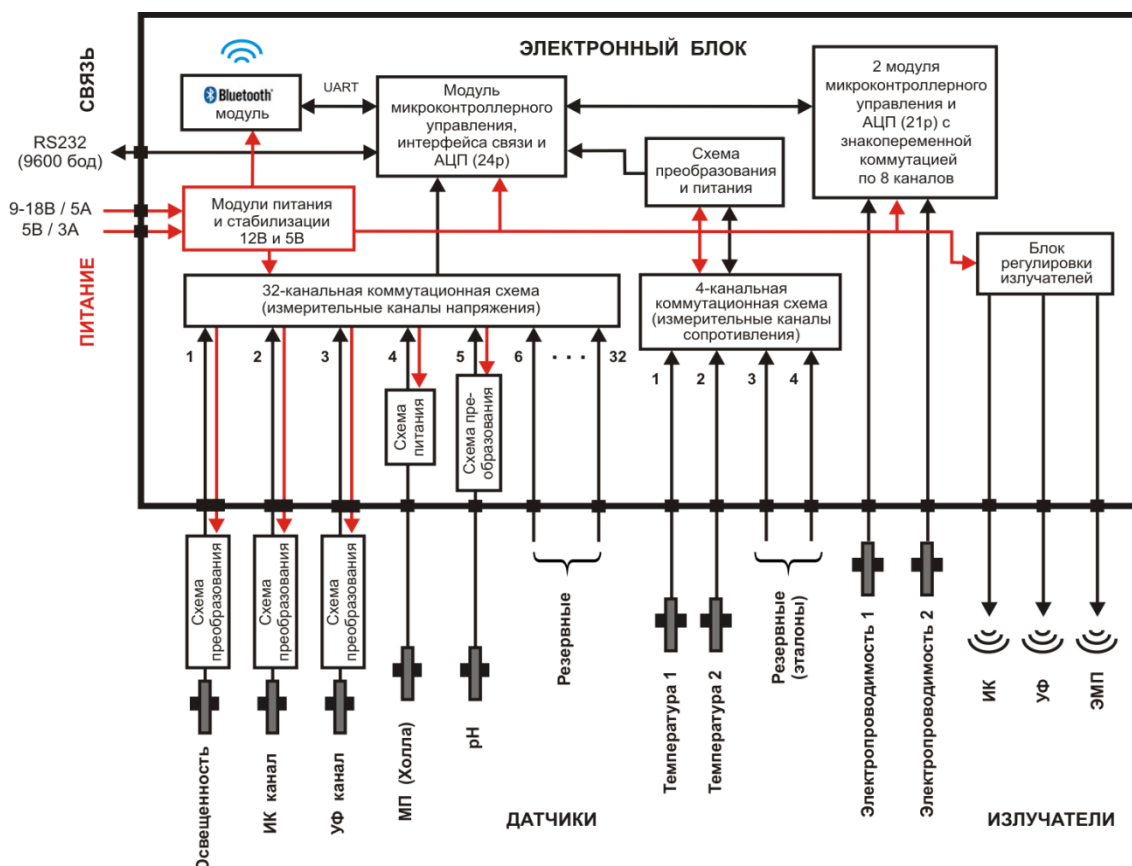 ЭЛЕКТРОННЫЙ БЛОК
СВЯЗЬ
Bluetooth
модуль
UART
Модуль
микроконтроллерного
управления,
интерфейса связи и
АЦП (24р)
2 модуля
микроконтроллерного
управления и
АЦП (21р) с
знакопеременной
коммутацией
по 8 каналов
RS232
(9600 бод)
Схема
преобразования
и питания
9-18В / 5А
5В / 3А
ПИТАНИЕ
Модули питания
и стабилизации
12В и 5В
Блок
регулировки
излучателей
32-канальная коммутационная схема
(измерительные каналы напряжения)
4-канальная
коммутационная схема
(измерительные каналы
сопротивления)
1
2
3
4
5
6
. . .
32
1
2
3
4
Схема
питания
Схема пре-
образования
Схема
преобразования
Схема
преобразования
Схема
преобразования
Освещенность
ИК канал
УФ канал
МП (Холла)
pH
Резервные
Температура 1
Температура 2
Резервные
(эталоны)
Электропроводимость 1
Электропроводимость 2
ИК
УФ
ЭМП
ДАТЧИКИ
ИЗЛУЧАТЕЛИ